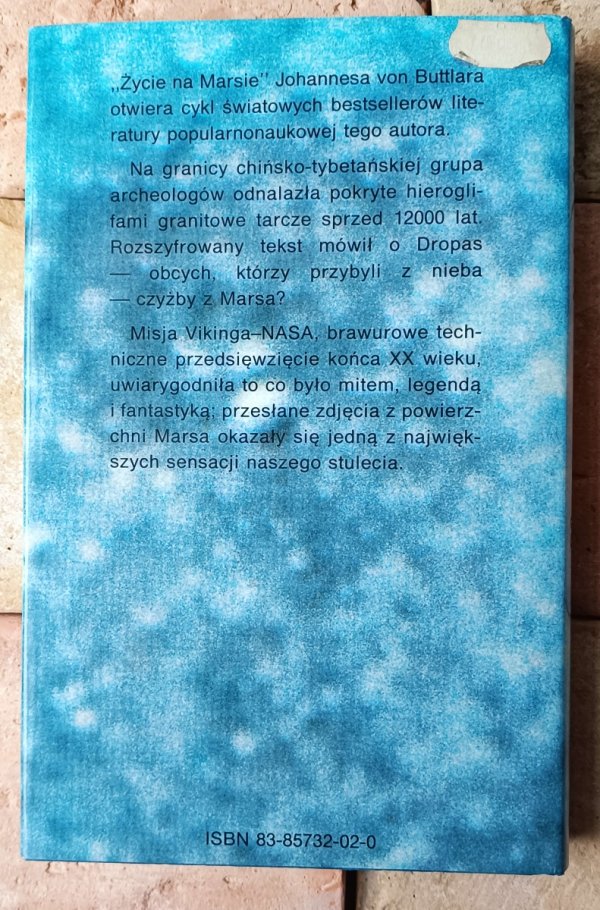 „Życie na Marsie" Johannesa von Buttlara
otwiera cykl światowych bestsellerów lite-
ratury popularnonaukowej tego autora.
Na granicy chińsko-tybetańskiej grupa
archeologów odnalazła pokryte hierogli-
fami granitowe tarcze sprzed 12000 lat.
Rozszyfrowany tekst mówił o Dropas
— obcych, którzy przybyli z nieba
— czyżby z Marsa?
Misja Vikinga–NASA, brawurowe tech-
niczne przedsięwzięcie końca XX wieku,
uwiarygodniła to co było mitem, legendą
i fantastyką; przesłane zdjęcia z powierz-
chni Marsa okazały się jedną z najwięk-
szych sensacji naszego stulecia.
ISBN 83-85732-02-0